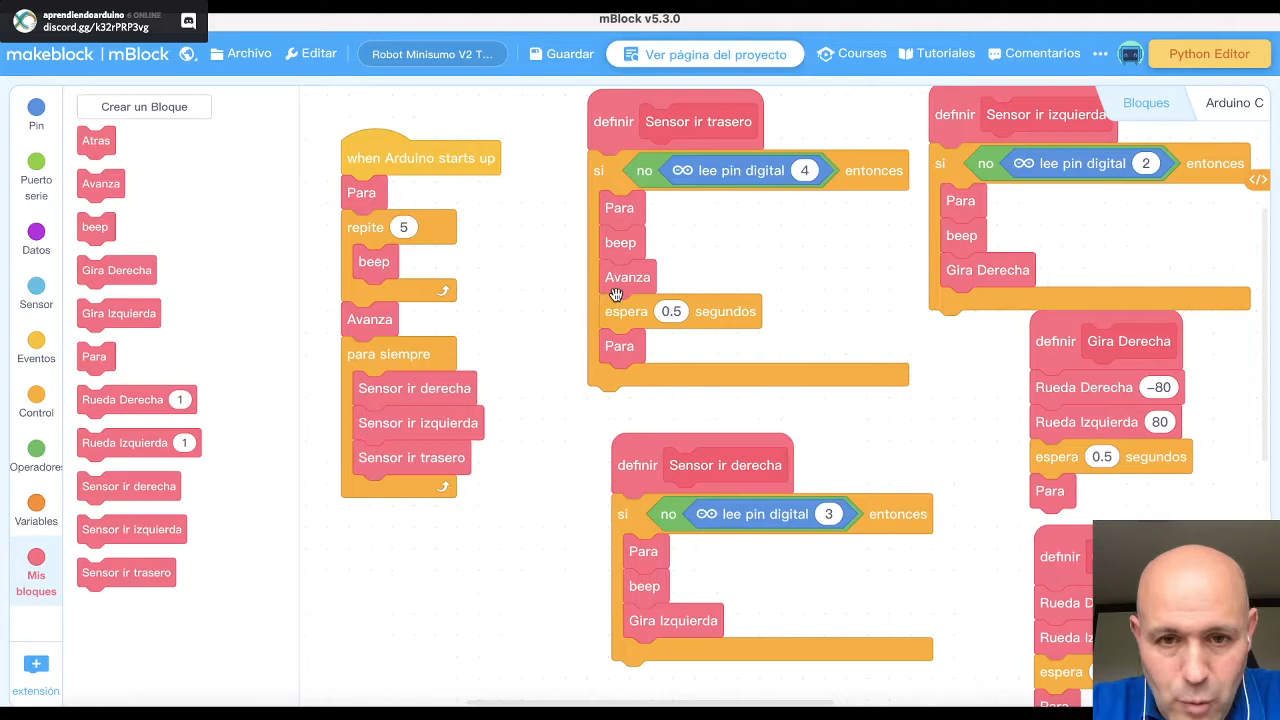 aprendiendoarduino 6 ONLINE
discord.gg/k32rPRP3vg
mBlock v5.3.0
makeblock | mBlock
Archivo
Editar
Robot Minisumo V2 T...
Guardar
Ver página del proyecto
Courses
Tutoriales
Comentarios
Python Editor
Pin
Puerto
serie
Datos
Sensor
Eventos
Control
Operadores
Variables
Mis
bloques
extensión
Crear un Bloque
Atras
Avanza
beep
Gira Derecha
Gira Izquierda
Para
Rueda Derecha 1
Rueda Izquierda 1
Sensor ir derecha
Sensor ir izquierda
Sensor ir trasero
when Arduino starts up
Para
repite 5
beep
Avanza
para siempre
Sensor ir derecha
Sensor ir izquierda
Sensor ir trasero
definir Sensor ir trasero
si no lee pin digital 4 entonces
Para
beep
Avanza
espera 0.5 segundos
Para
definir Sensor ir derecha
si no lee pin digital 3 entonces
Para
beep
Gira Izquierda
Bloques
Arduino C
definir Sensor ir izquierda
si no lee pin digital 2 entonces
Para
beep
Gira Derecha
</>
definir Gira Derecha
Rueda Derecha -80
Rueda Izquierda 80
espera 0.5 segundos
Para
definir
Rueda D
Rueda Iz
espera
Para